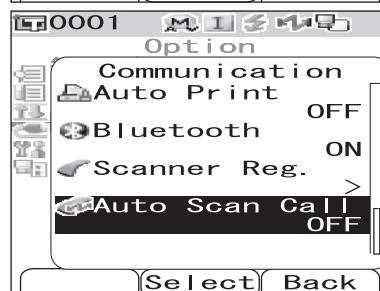 0001
Option
Communication
Auto Print
OFF
Bluetooth
ON
Scanner Reg.
>
Auto Scan Call
OFF
Select Back